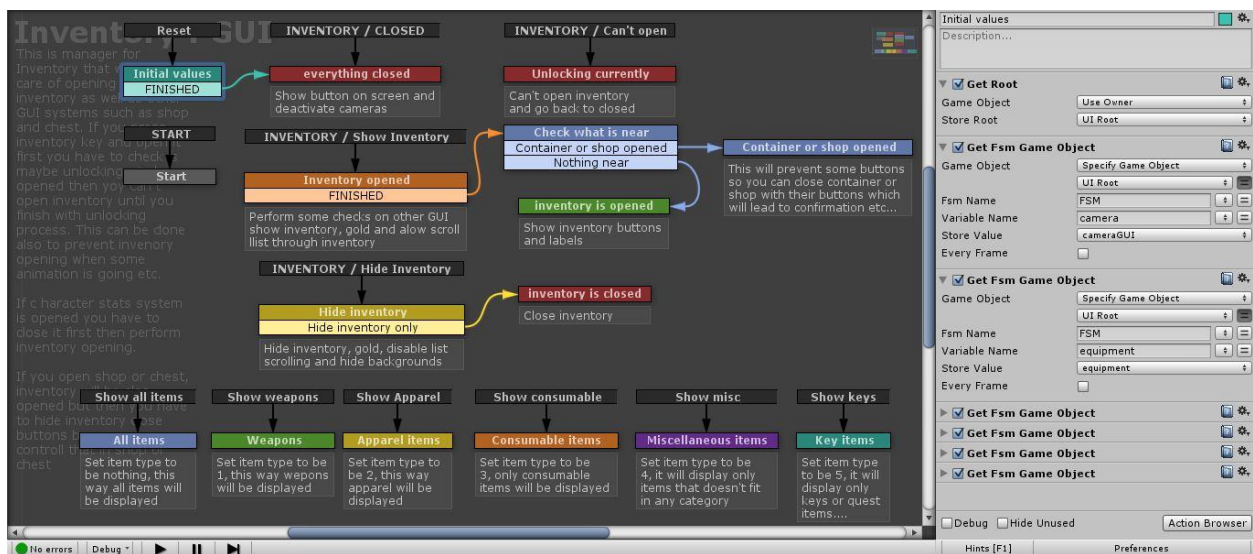 Inventory : GUI
This is manager for
Inventory that
care of opening
inventory as well as other
GUI systems such as shop
and chest. If you
inventory key and open it
first you have to check
maybe unlocking
opened then you can't
open inventory until you
finish with unlocking
process. This can be done
also to prevent invenory
opening when some
animation is going etc.
If c haracter stats system
is opened you have to
close it first then perform
inventory opening.
If you open shop or chest,
inventory
opened but then you have
to hide inventory close
buttons
controll that in shop or
chest
Reset
Initial values
FINISHED
INVENTORY / CLOSED
everything closed
Show button on screen and
deactivate cameras
INVENTORY / Can't open
Unlocking currently
Can't open inventory
and go back to closed
START
Start
INVENTORY / Show Inventory
Inventory opened
FINISHED
Perform some checks on other GUI
show inventory, gold and alow scroll
llist through inventory
Check what is near
Container or shop opened
Nothing near
Container or shop opened
This will prevent some buttons
so you can close container or
shop with their buttons which
will lead to confirmation etc...
inventory is opened
Show inventory buttons
and labels
INVENTORY / Hide Inventory
Hide inventory
Hide inventory only
Hide inventory, gold, disable list
scrolling and hide backgrounds
inventory is closed
Close inventory
Show all items
All items
Set item type to
be nothing, this
way all items will
be displayed
Show weapons
Weapons
Set item type to be
1, this way wepons
will be displayed
Show Apparel
Apparel items
Set item type to
be 2, this way
apparel will be
displayed
Show consumable
Consumable items
Set item type to be
3, only consumable
items will be displayed
Show misc
Miscellaneous items
Set item type to be
4, it will display only
items that doesn't fit
in any category
Show keys
Key items
Set item type
to be 5, it will
display only
keys or quest
items....
No errors
Debug
Initial values
Description...
Get Root
Game Object Use Owner
Store Root UI Root
Get Fsm Game Object
Game Object Specify Game Object
UI Root
Fsm Name FSM
Variable Name camera
Store Value cameraGUI
Every Frame
Get Fsm Game Object
Game Object Specify Game Object
UI Root
Fsm Name FSM
Variable Name equipment
Store Value equipment
Every Frame
Get Fsm Game Object
Get Fsm Game Object
Get Fsm Game Object
Get Fsm Game Object
Debug Hide Unused Action Browser
Hints [F1] Preferences